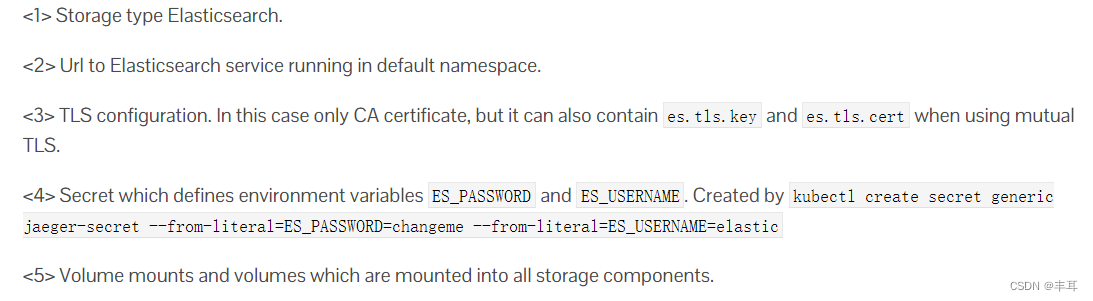 <1> Storage type Elasticsearch.
<2> Url to Elasticsearch service running in default namespace.
<3> TLS configuration. In this case only CA certificate, but it can also contain es.tls.key and es.tls.cert when using mutual
TLS.
<4> Secret which defines environment variables ES_PASSWORD and ES_USERNAME. Created by kubectl create secret generic
jaeger-secret --from-literal=ES_PASSWORD=changeme --from-literal=ES_USERNAME=elastic
<5> Volume mounts and volumes which are mounted into all storage components.
CSDN @丰耳